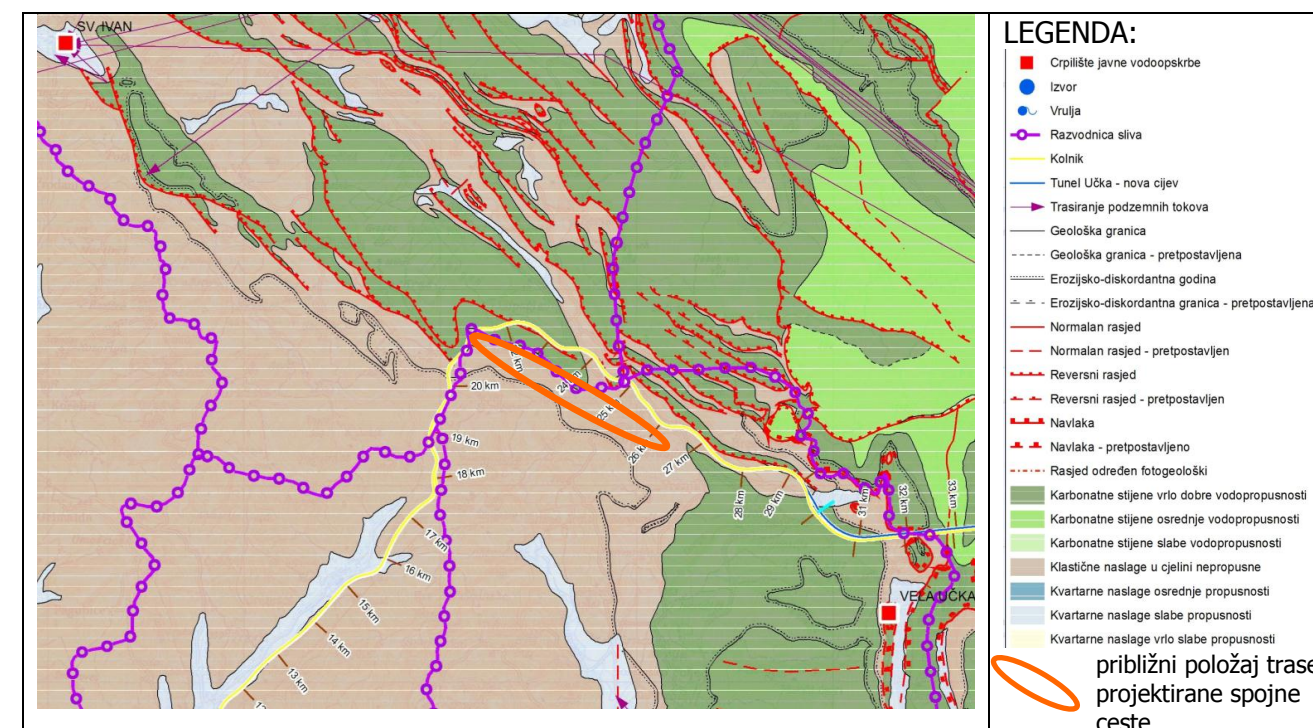 SV. IVAN
20 km
24 km
25 km
26 km
27 km
19 km
18 km
28 km
29 km
31 km
32 km
33 km
17 km
16 km
15 km
14 km
13 km
VELA UČKA
LEGENDA:
Crpilište javne vodoopskrbe
Izvor
Vrulja
Razvodnica sliva
Kolnik
Tunel Učka - nova cijev
Trasiranje podzemnih tokova
Geološka granica
Geološka granica - pretpostavljena
Erozijsko-diskordantna godina
Erozijsko-diskordantna granica - pretpostavljena
Normalan rasjed
Normalan rasjed - pretpostavljen
Reversni rasjed
Reversni rasjed - pretpostavljen
Navlaka
Navlaka - pretpostavljeno
Rasjed određen fotogeološki
Karbonatne stijene vrlo dobre vodopropusnosti
Karbonatne stijene osrednje vodopropusnosti
Karbonatne stijene slabe vodopropusnosti
Klastične naslage u cjelini nepropusne
Kvartarne naslage osrednje propusnosti
Kvartarne naslage slabe propusnosti
Kvartarne naslage vrlo slabe propusnosti
približni položaj trase
projektirane spojne
ceste